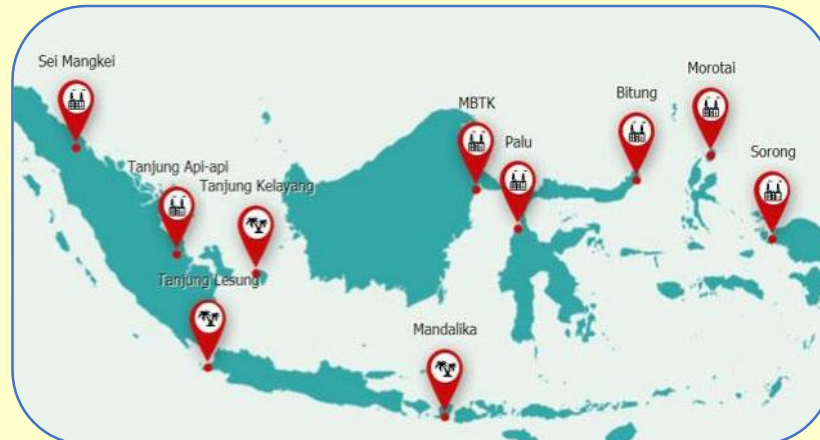 Sei Mangkei
Tanjung Api-api
Tanjung Kelayang
Tanjung Lesung
MBTK
Palu
Bitung
Morotai
Sorong
Mandalika